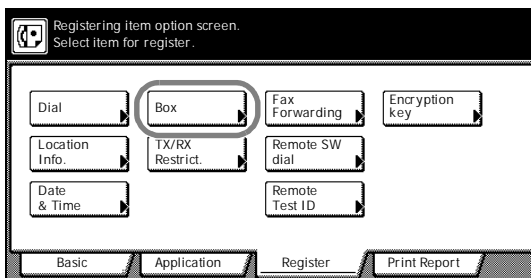 Registering item option screen.
Select item for register.
Dial
Box
Fax
Forwarding
Encryption
key
Location
Info.
TX/RX
Restrict.
Remote SW
dial
Date
& Time
Remote
Test ID
Basic
Application
Register
Print Report